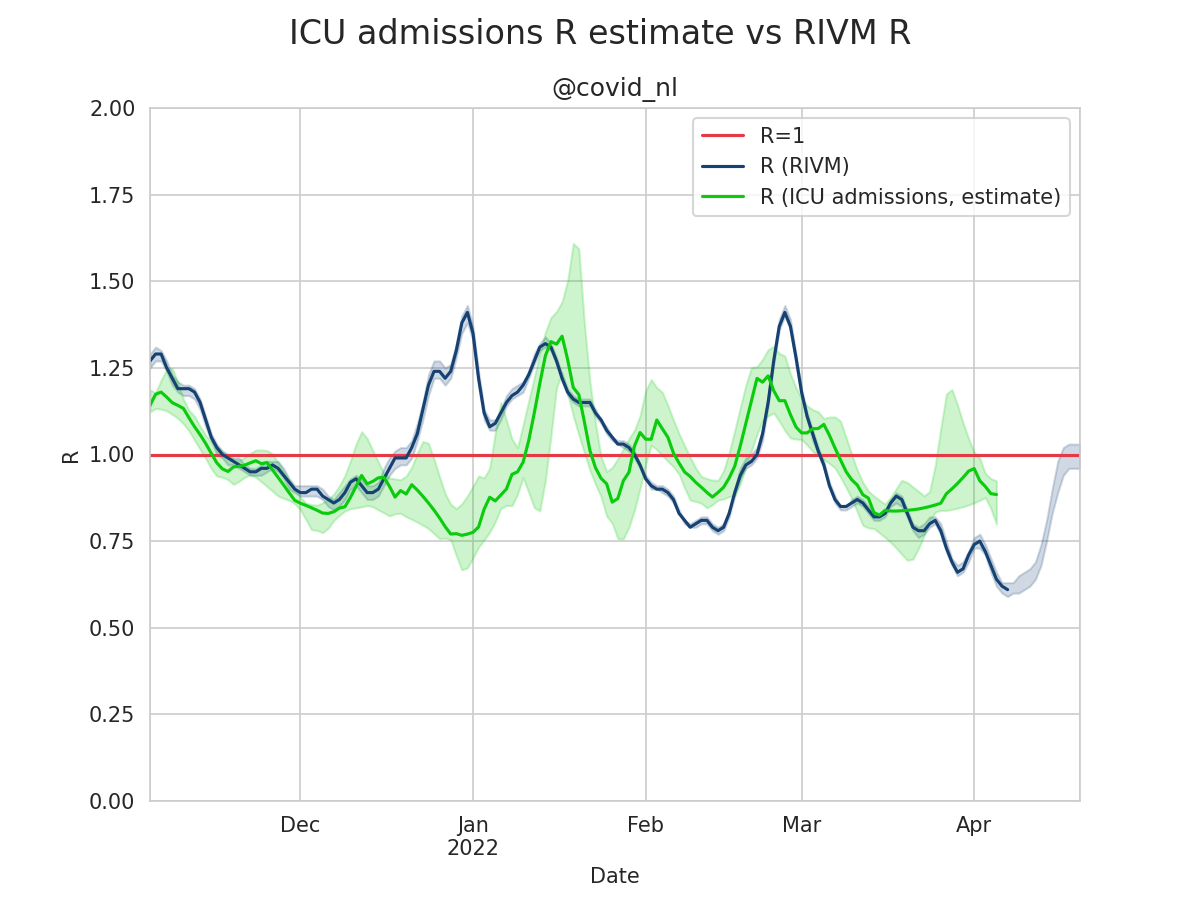 ICU admissions R estimate vs RIVM R
@covid_nl
2.00
1.75
1.50
1.25
1.00
0.75
0.50
0.25
0.00
R
R=1
R (RIVM)
R (ICU admissions, estimate)
Dec
Jan
2022
Feb
Mar
Apr
Date